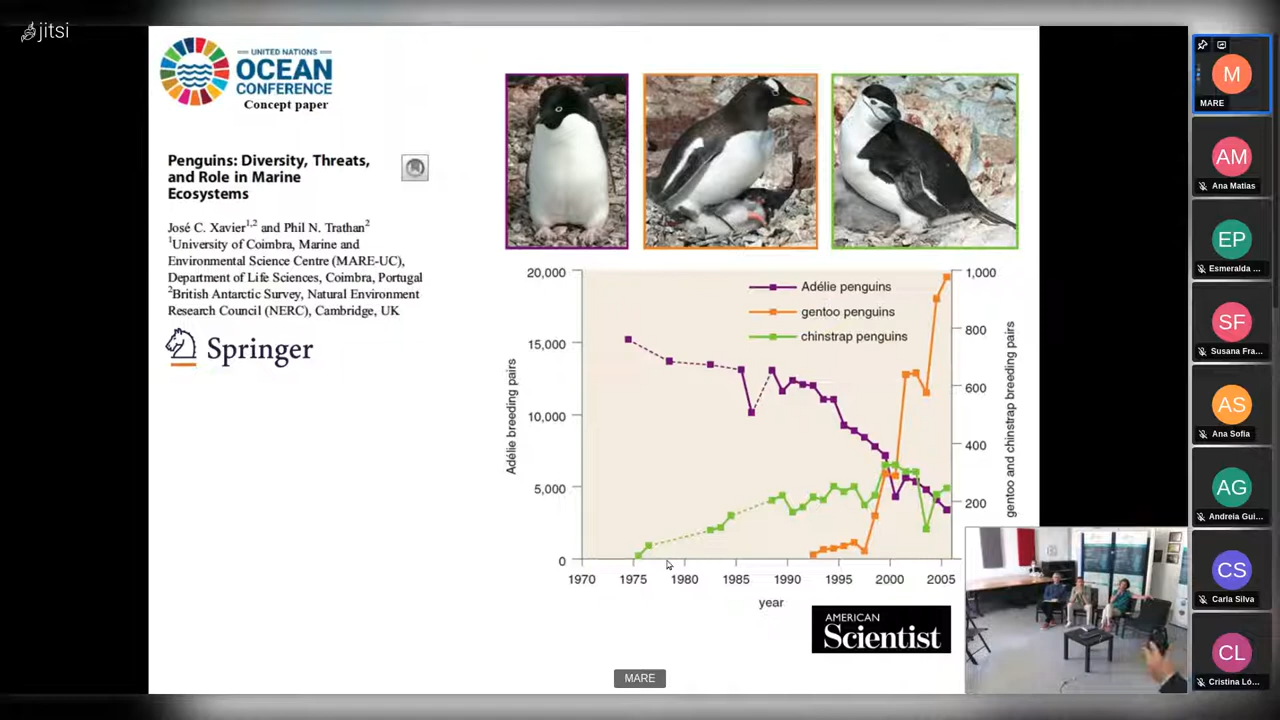 jitsi
UNITED NATIONS
OCEAN
CONFERENCE
Concept paper
Penguins: Diversity, Threats,
and Role in Marine
Ecosystems
José C. Xavier1,2 and Phil N. Trathan2
1University of Coimbra, Marine and
Environmental Science Centre (MARE-UC),
Department of Life Sciences, Coimbra, Portugal
2British Antarctic Survey, Natural Environment
Research Council (NERC), Cambridge, UK
Springer
20,000
15,000
10,000
5,000
0
Adélie breeding pairs
Adélie penguins
gentoo penguins
chinstrap penguins
1,000
800
600
400
200
gentoo and chinstrap breeding pairs
1970 1975 1980 1985 1990 1995 2000 2005
year
AMERICAN
Scientist
MARE
M
MARE
AM
Ana Matias
EP
Esmeralda ...
SF
Susana Fra...
AS
Ana Sofia
AG
Andreia Gui...
CS
Carla Silva
CL
Cristina Ló...